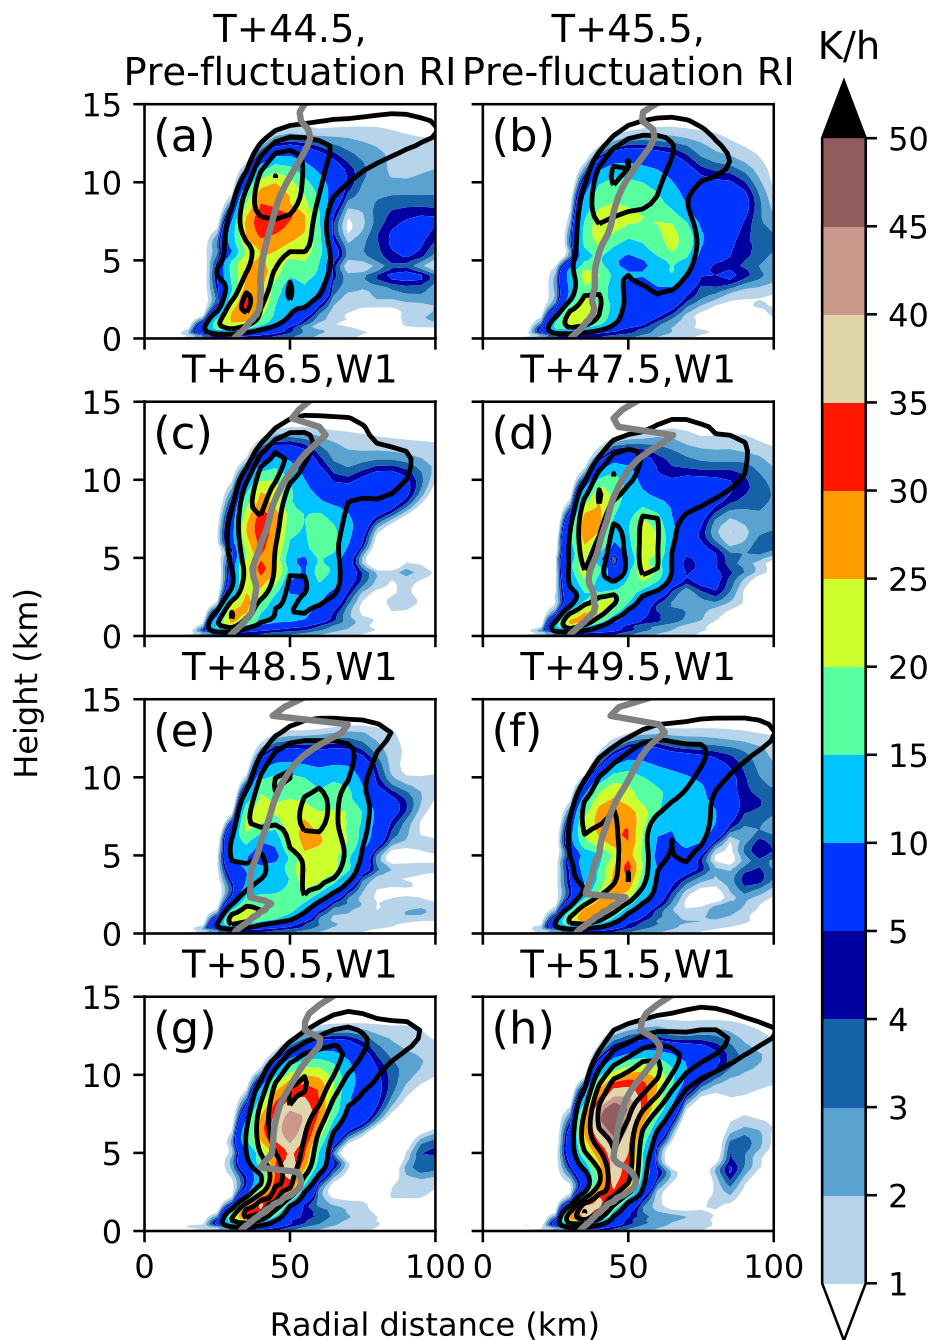 T+44.5,
Pre-fluctuation RI
T+45.5,
Pre-fluctuation RI
K/h
(a)
(b)
15
10
5
0
T+46.5,W1
T+47.5,W1
(c)
(d)
15
10
5
0
T+48.5,W1
T+49.5,W1
(e)
(f)
15
10
5
0
T+50.5,W1
T+51.5,W1
(g)
(h)
15
10
5
0
0
50
100
0
50
100
Height (km)
Radial distance (km)
50
45
40
35
30
25
20
15
10
5
4
3
2
1